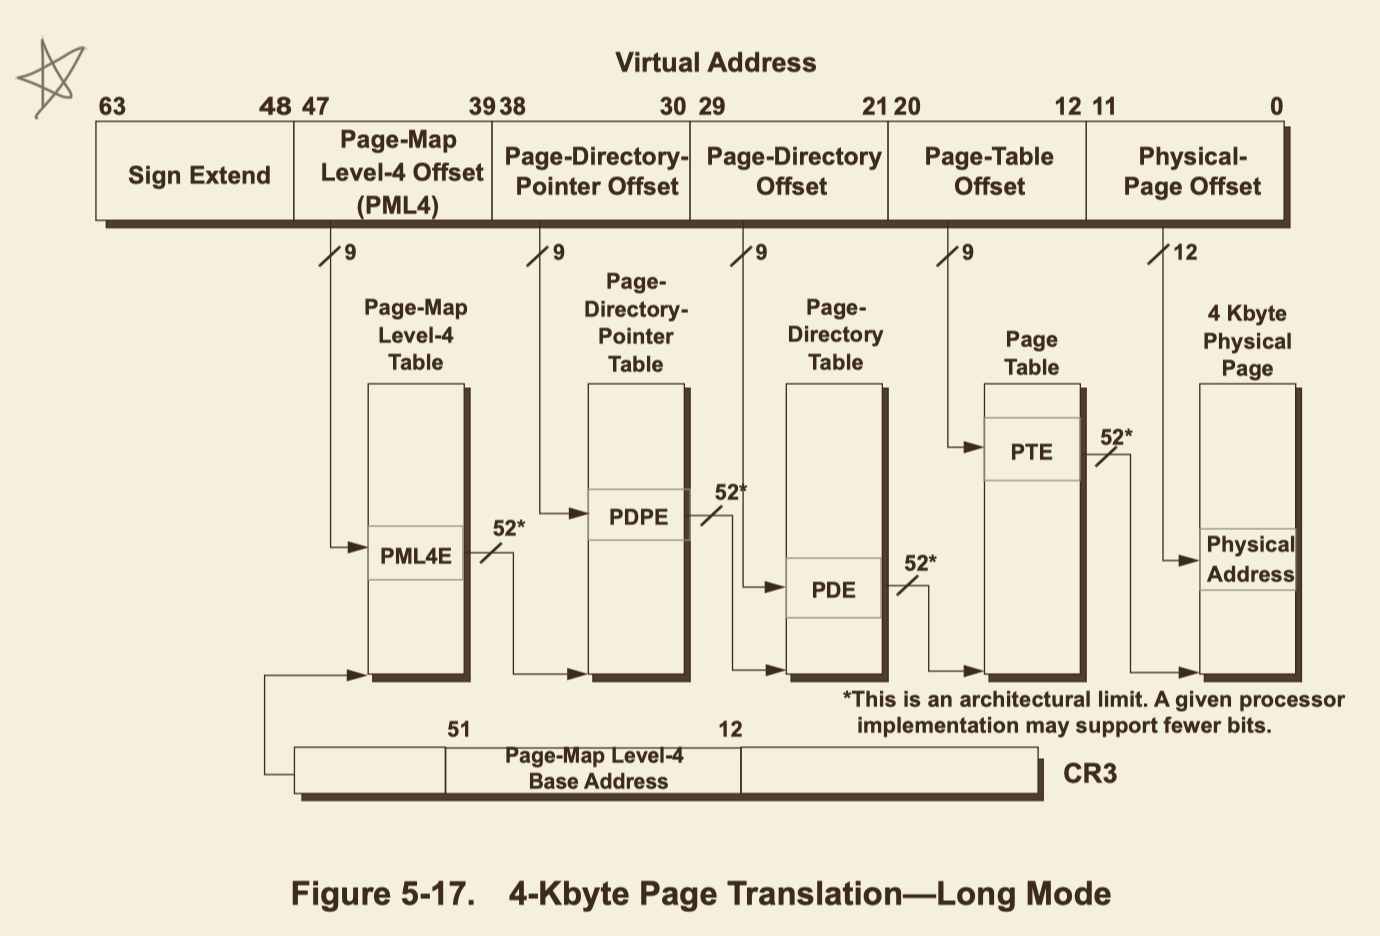 Virtual Address
63 48 47 39 38 30 29 21 20 12 11 0
Sign Extend
Page-Map
Level-4 Offset
(PML4)
Page-Directory-
Pointer Offset
Page-Directory
Offset
Page-Table
Offset
Physical-
Page Offset
9 9 9 9 12
Page-Map
Level-4
Table
Page-
Directory-
Pointer
Table
Page-
Directory
Table
Page
Table
4 Kbyte
Physical
Page
PML4E
52*
PDPE
52*
PDE
52*
PTE
52*
Physical
Address
*This is an architectural limit. A given processor
implementation may support fewer bits.
51 12
Page-Map Level-4
Base Address
CR3
Figure 5-17. 4-Kbyte Page Translation—Long Mode